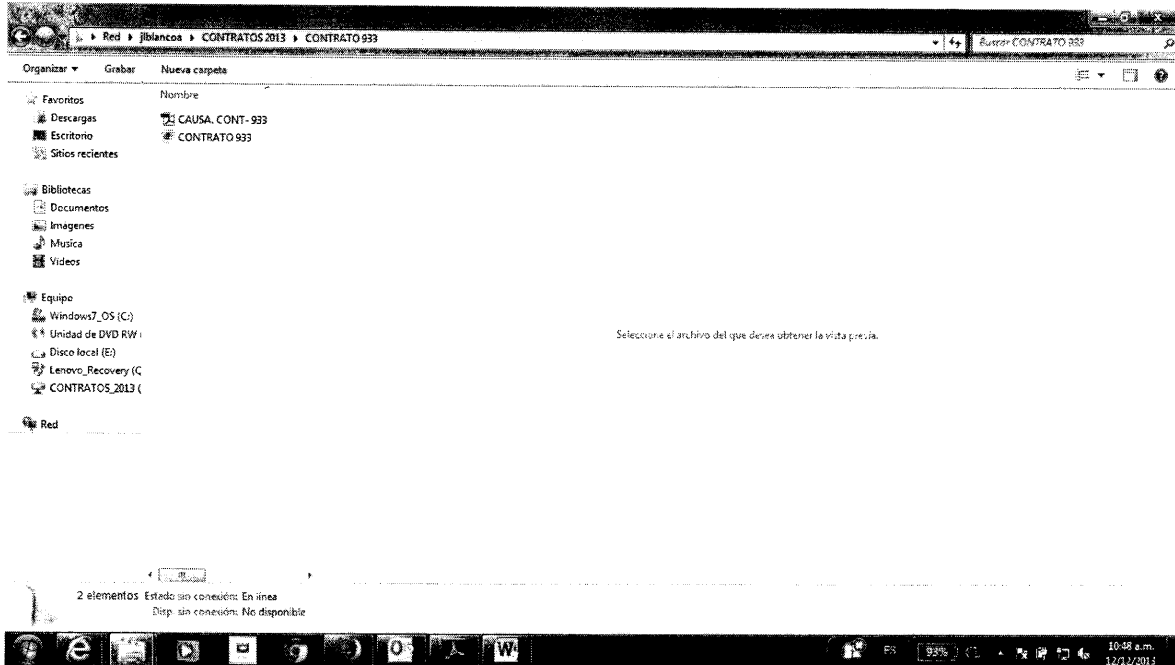 Red ▸ jlblancoa ▸ CONTRATOS 2013 ▸ CONTRATO 933
Buscar CONTRATO 933
Organizar Grabar Nueva carpeta
Nombre
Favoritos
Descargas
Escritorio
Sitios recientes
Bibliotecas
Documentos
Imágenes
Música
Vídeos
Equipo
Windows7_OS (C:)
Unidad de DVD RW
Disco local (E:)
Lenovo_Recovery (Q
CONTRATOS_2013 (
Red
CAUSA. CONT- 933
CONTRATO 933
Seleccione el archivo del que desea obtener la vista previa.
2 elementos Estado sin conexión: En línea
Disp. sin conexión: No disponible
ES 93%
10:48 a.m.
12/12/2013